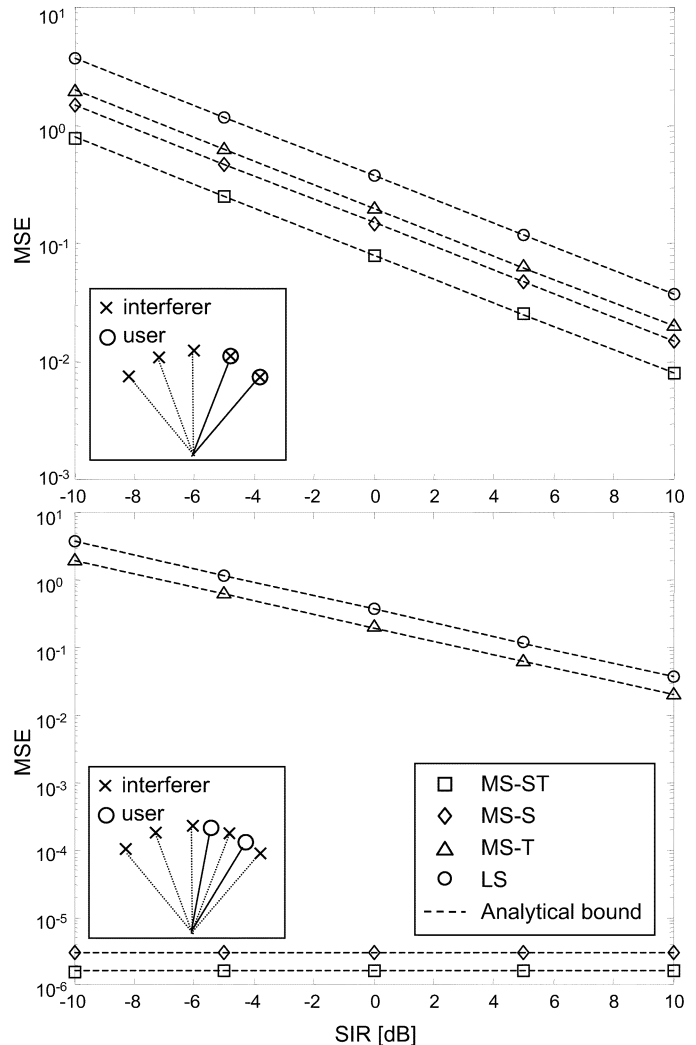 10^1
10^0
10^-1
10^-2
10^-3
MSE
× interferer
○ user
-10 -8 -6 -4 -2 0 2 4 6 8 10
10^1
10^0
10^-1
10^-2
10^-3
10^-4
10^-5
10^-6
MSE
× interferer
○ user
□ MS-ST
◇ MS-S
△ MS-T
○ LS
----- Analytical bound
-10 -8 -6 -4 -2 0 2 4 6 8 10
SIR [dB]